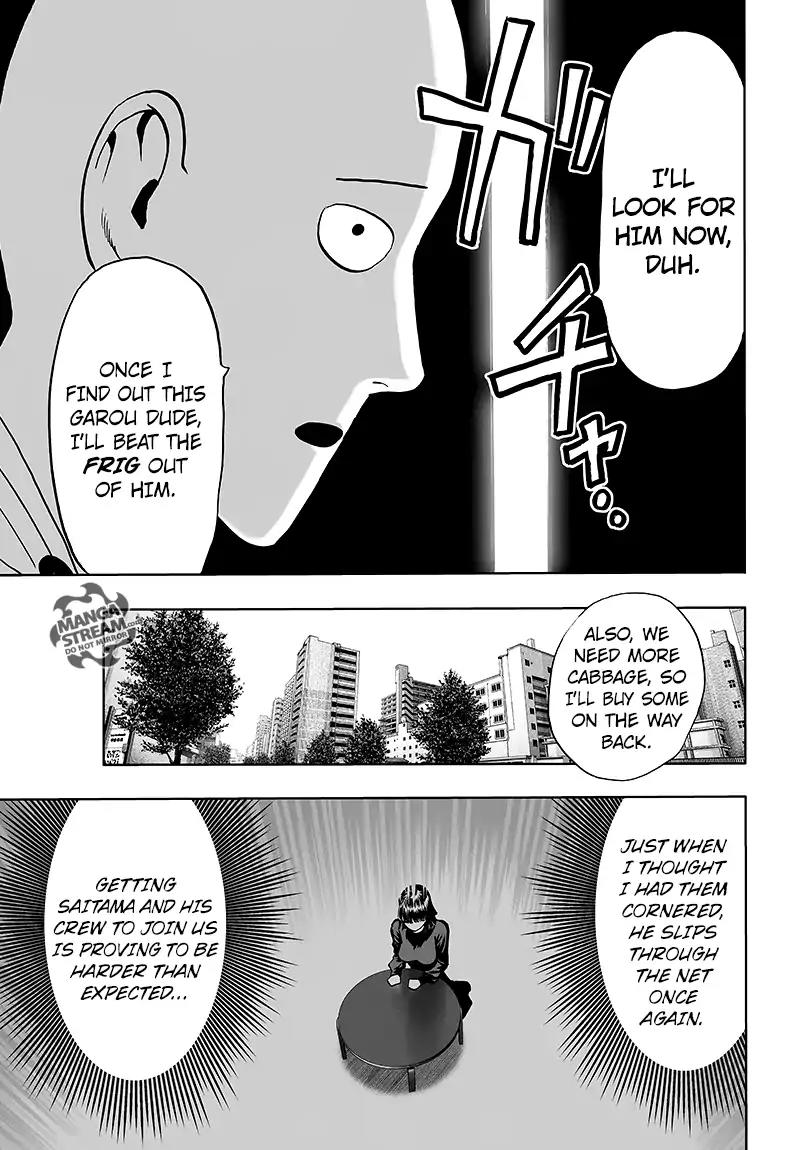 I'LL
LOOK FOR
HIM NOW,
DUH.
ガチャ..
ONCE I
FIND OUT THIS
GAROU DUDE,
I'LL BEAT THE
FRIG OUT
OF HIM.
MANGA
STREAM.com
DO NOT MIRROR
ALSO, WE
NEED MORE
CABBAGE, SO
I'LL BUY SOME
ON THE WAY
BACK.
JUST WHEN
I THOUGHT
I HAD THEM
CORNERED,
HE SLIPS
THROUGH
THE NET
ONCE
AGAIN.
GETTING
SAITAMA AND HIS
CREW TO JOIN US
IS PROVING TO BE
HARDER THAN
EXPECTED...